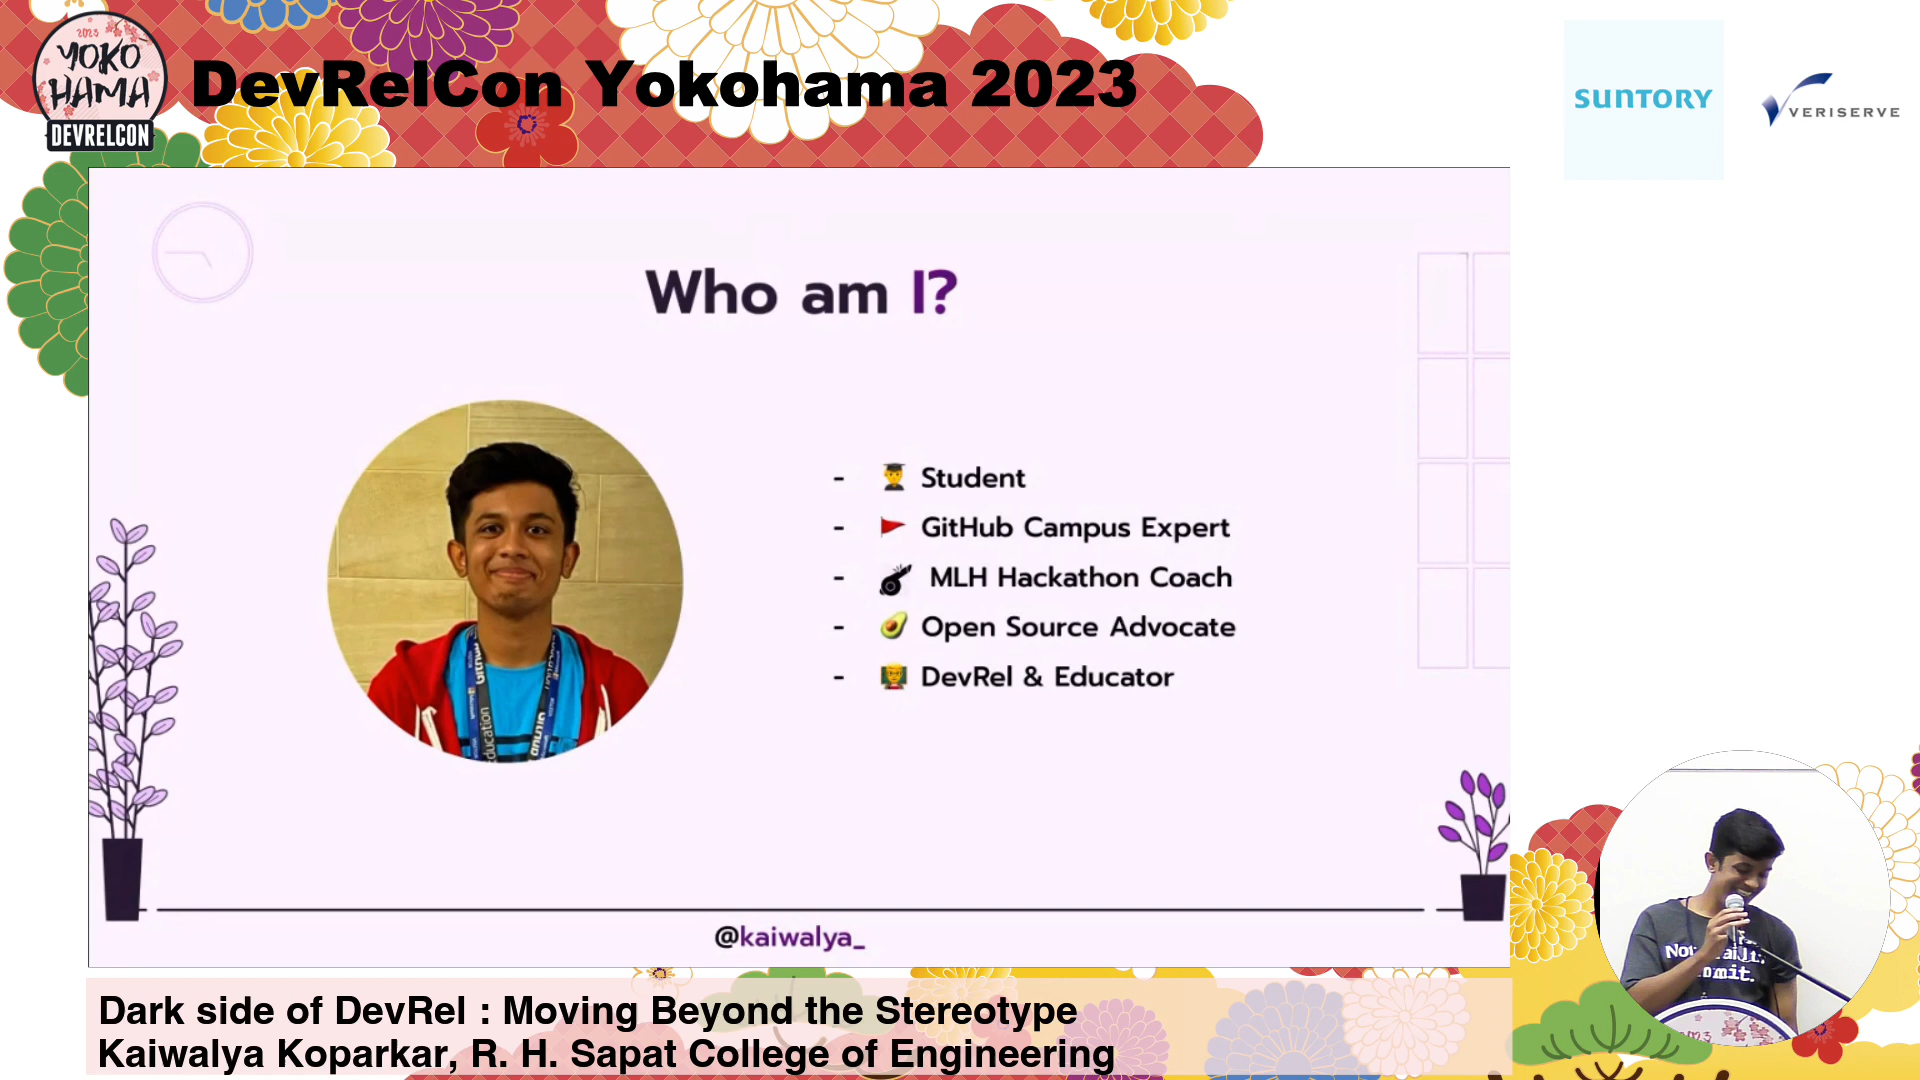 2023
YOKO
HAMA
DEVRELCON
DevRelCon Yokohama 2023
SUNTORY
VERISERVE
Who am I?
- Student
- GitHub Campus Expert
- MLH Hackathon Coach
- Open Source Advocate
- DevRel & Educator
@kaiwalya_
Dark side of DevRel : Moving Beyond the Stereotype
Kaiwalya Koparkar, R. H. Sapat College of Engineering